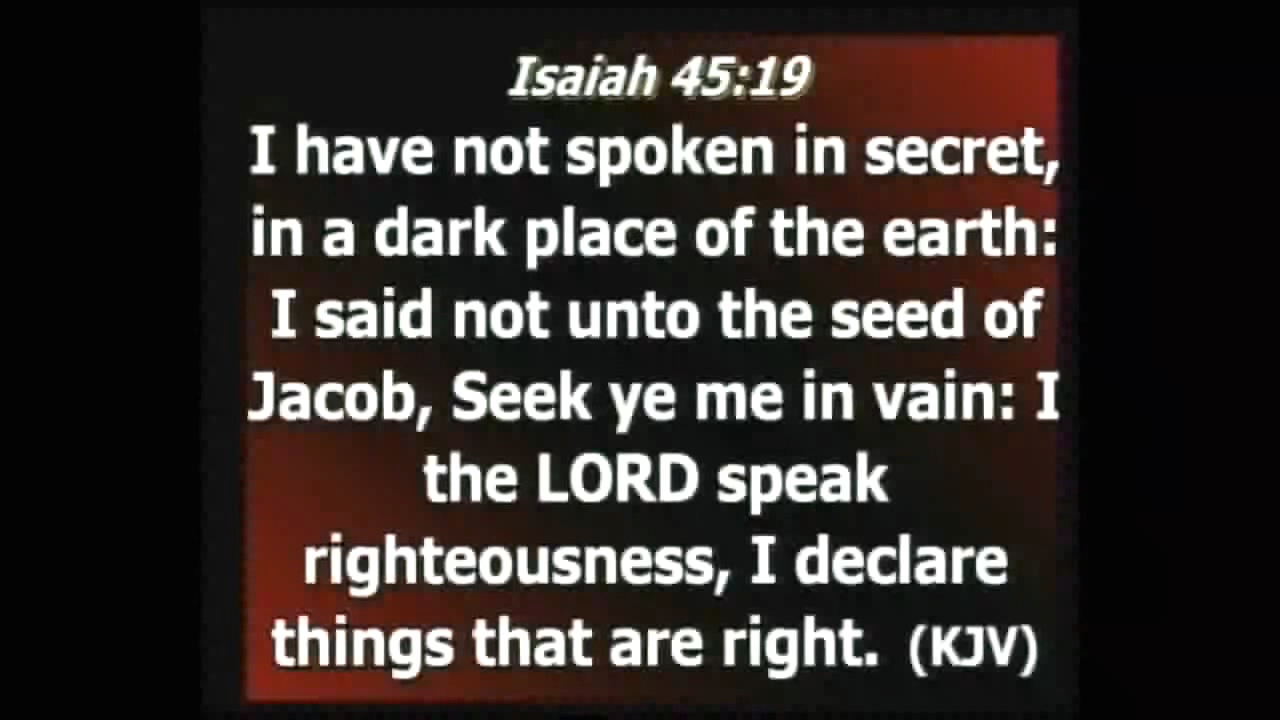 Isaiah 45:19
I have not spoken in secret,
in a dark place of the earth:
I said not unto the seed of
Jacob, Seek ye me in vain: I
the LORD speak
righteousness, I declare
things that are right. (KJV)